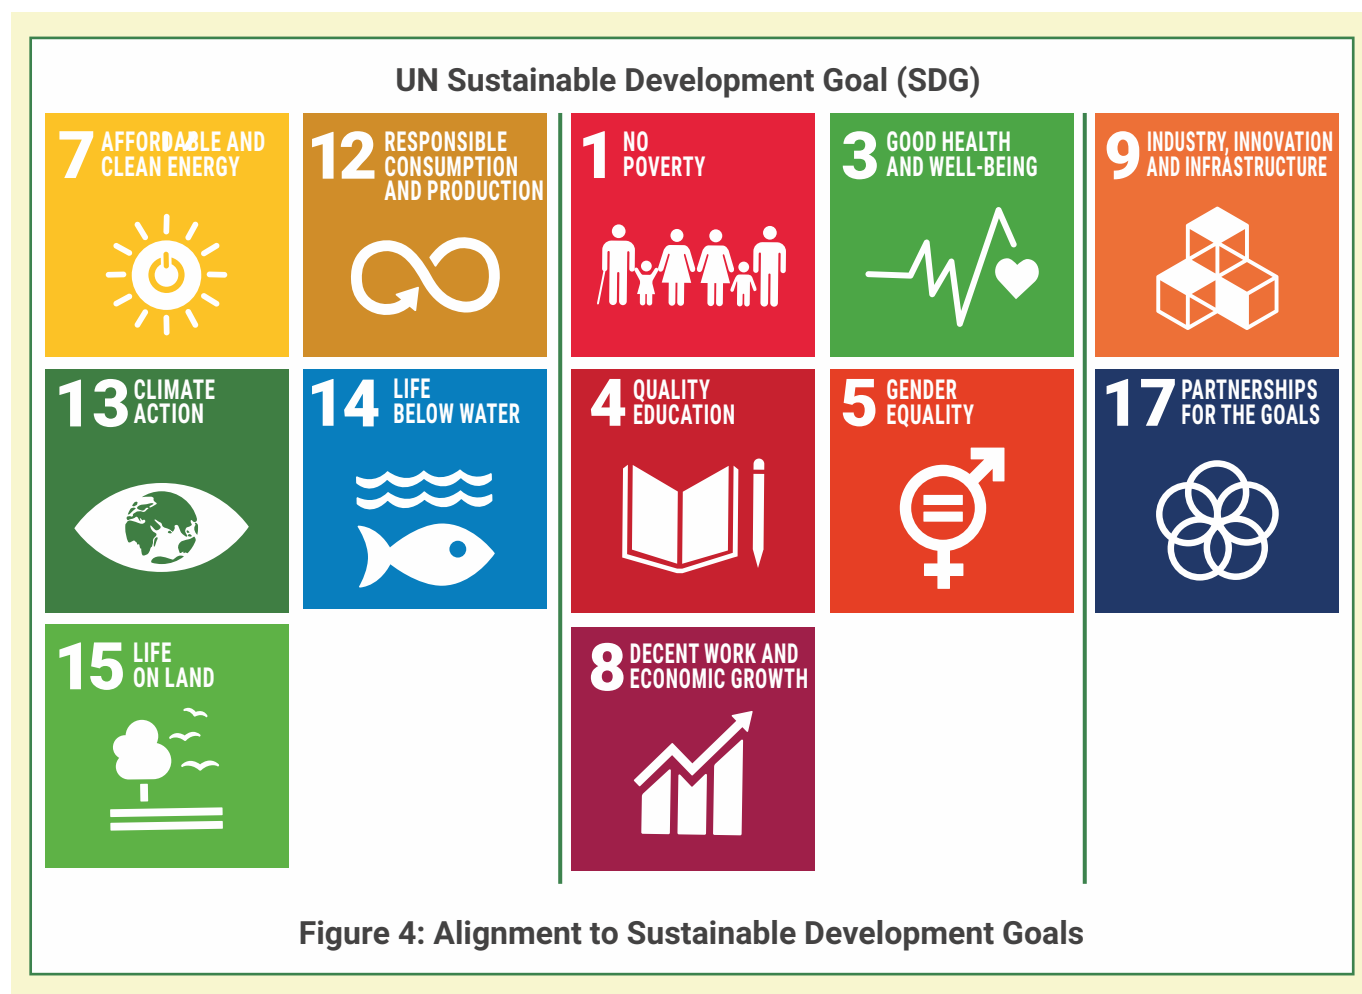 UN Sustainable Development Goal (SDG)
7 AFFORDABLE AND
CLEAN ENERGY
12 RESPONSIBLE
CONSUMPTION
AND PRODUCTION
1 NO
POVERTY
3 GOOD HEALTH
AND WELL-BEING
9 INDUSTRY, INNOVATION
AND INFRASTRUCTURE
13 CLIMATE
ACTION
14 LIFE
BELOW WATER
4 QUALITY
EDUCATION
5 GENDER
EQUALITY
17 PARTNERSHIPS
FOR THE GOALS
15 LIFE
ON LAND
8 DECENT WORK AND
ECONOMIC GROWTH
Figure 4: Alignment to Sustainable Development Goals